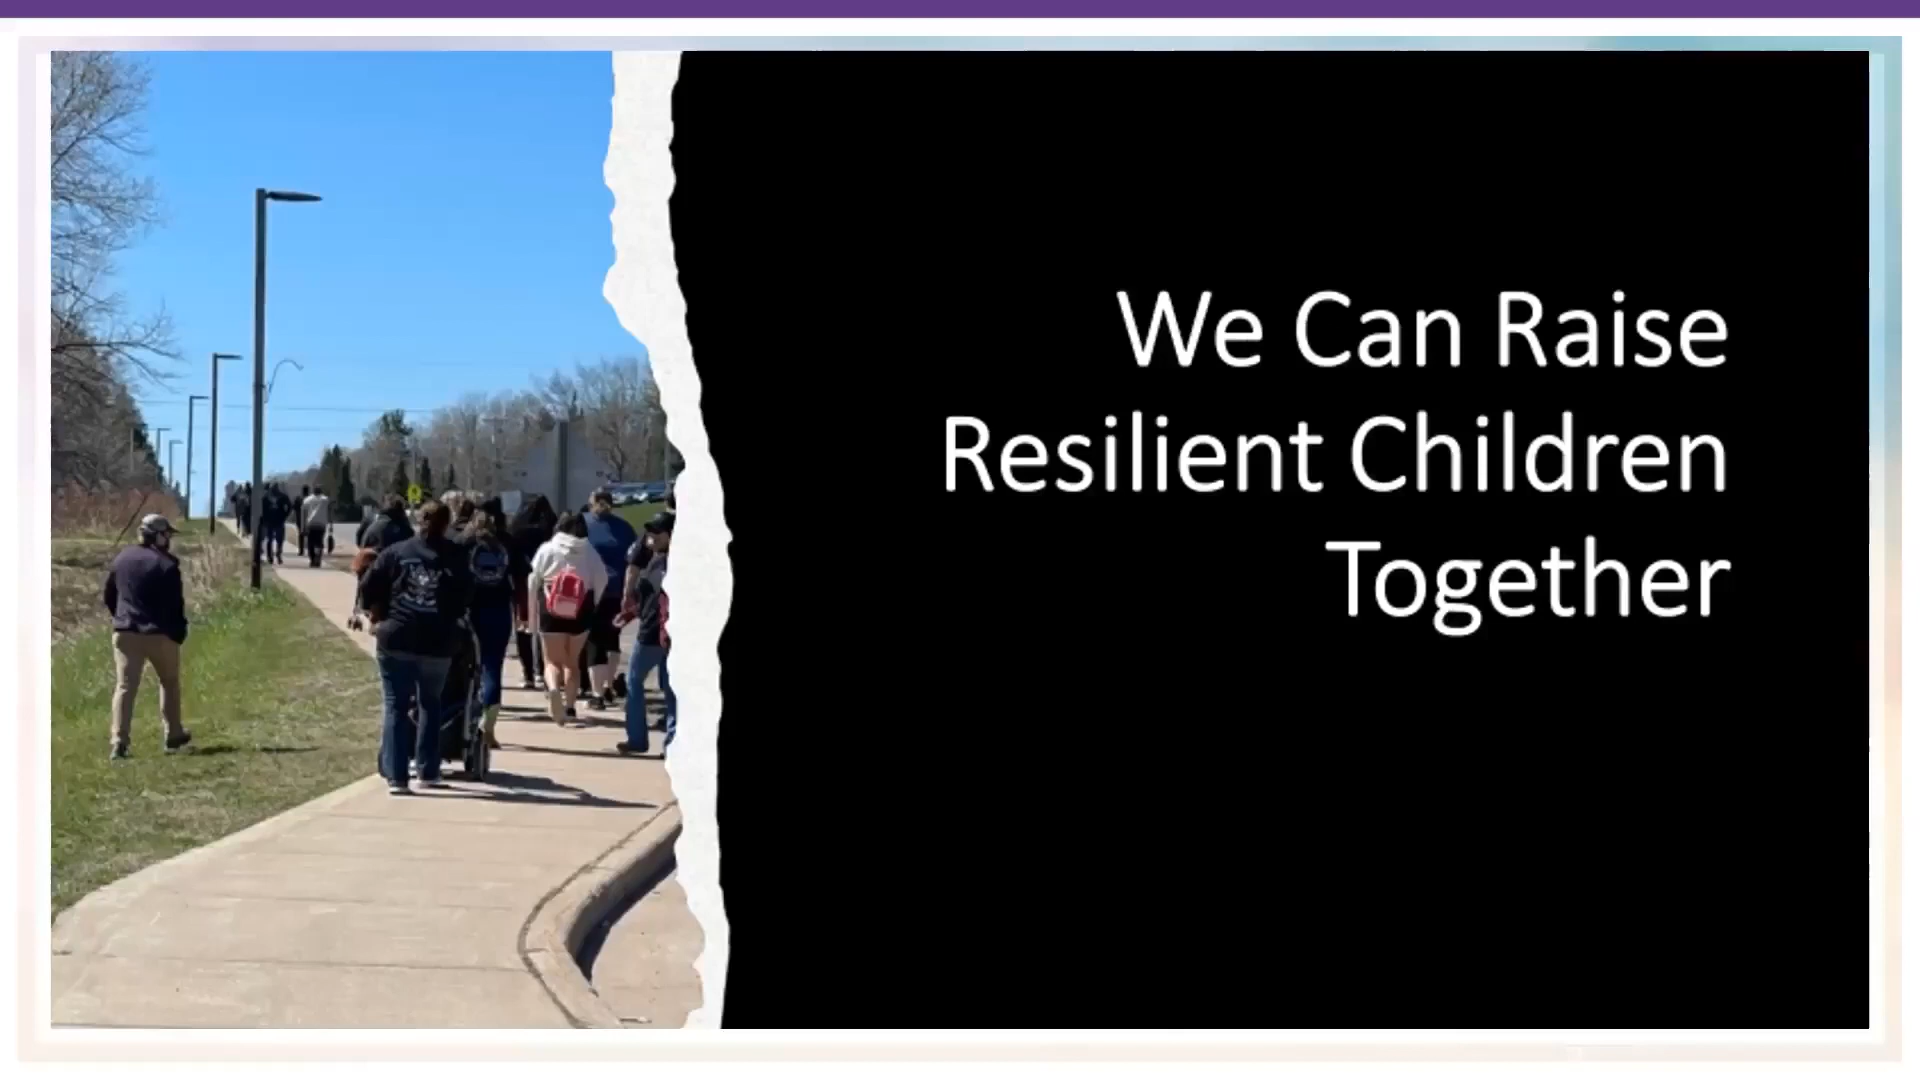 We Can Raise
Resilient Children
Together